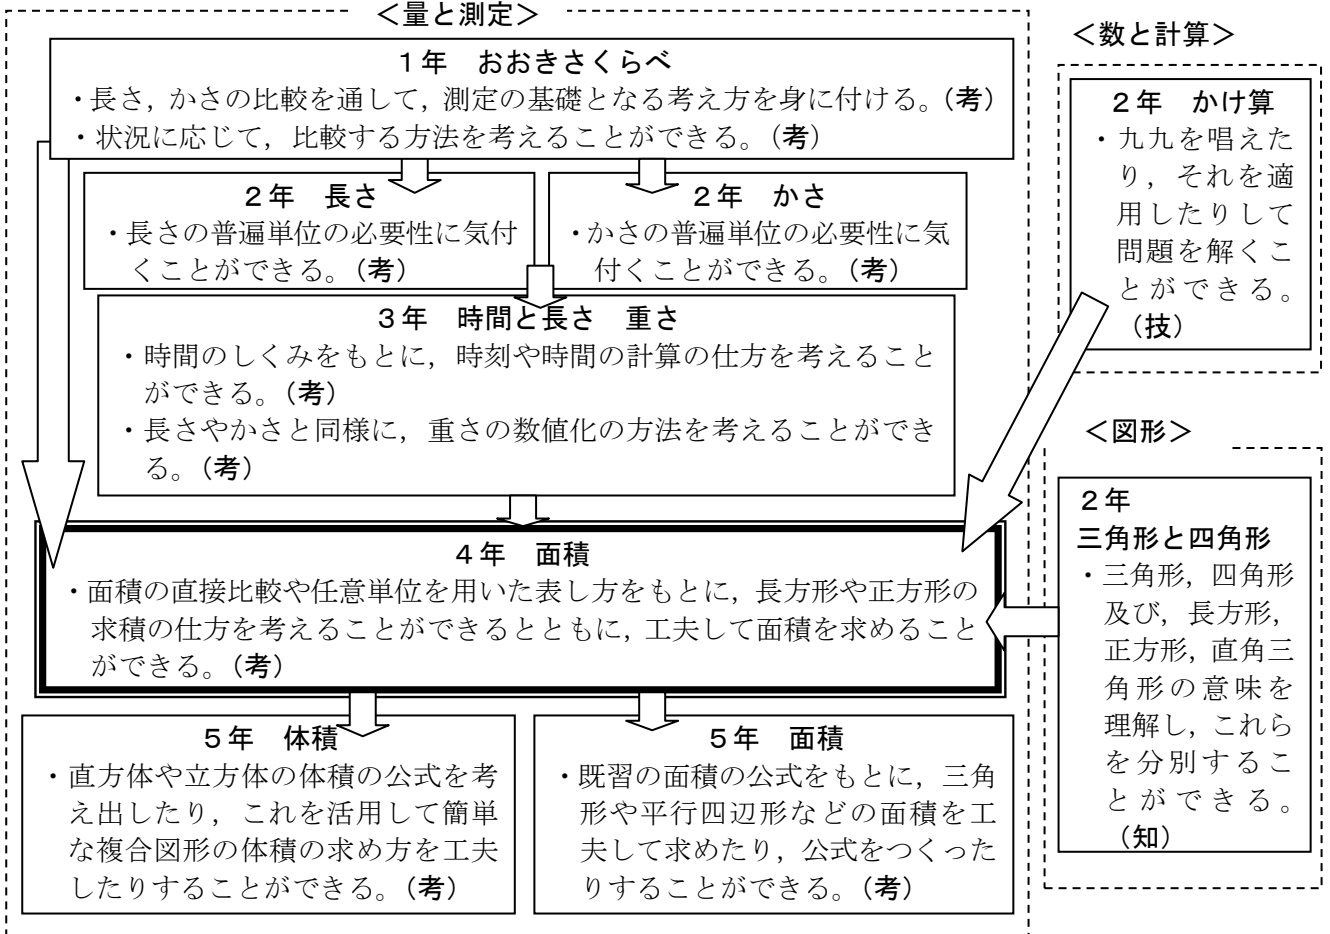 ＜量と測定＞
１年　おおきさくらべ
・長さ，かさの比較を通して，測定の基礎となる考え方を身に付ける。（考）
・状況に応じて，比較する方法を考えることができる。（考）
２年　長さ
・長さの普遍単位の必要性に気付
くことができる。（考）
２年　かさ
・かさの普遍単位の必要性に気
付くことができる。（考）
３年　時間と長さ　重さ
・時間のしくみをもとに，時刻や時間の計算の仕方を考えること
ができる。（考）
・長さやかさと同様に，重さの数値化の方法を考えることができ
る。（考）
４年　面積
・面積の直接比較や任意単位を用いた表し方をもとに，長方形や正方形の
求積の仕方を考えることができるとともに，工夫して面積を求めること
ができる。（考）
５年　体積
・直方体や立方体の体積の公式を考
え出したり，これを活用して簡単
な複合図形の体積の求め方を工夫
したりすることができる。（考）
５年　面積
・既習の面積の公式をもとに，三角
形や平行四辺形などの面積を工
夫して求めたり，公式をつくった
りすることができる。（考）
＜数と計算＞
２年　かけ算
・九九を唱えた
り，それを適
用したりして
問題を解くこ
とができる。
（技）
＜図形＞
２年
三角形と四角形
・三角形，四角形
及び，長方形，
正方形，直角三
角形の意味を
理解し，これら
を分別するこ
とができる。
（知）